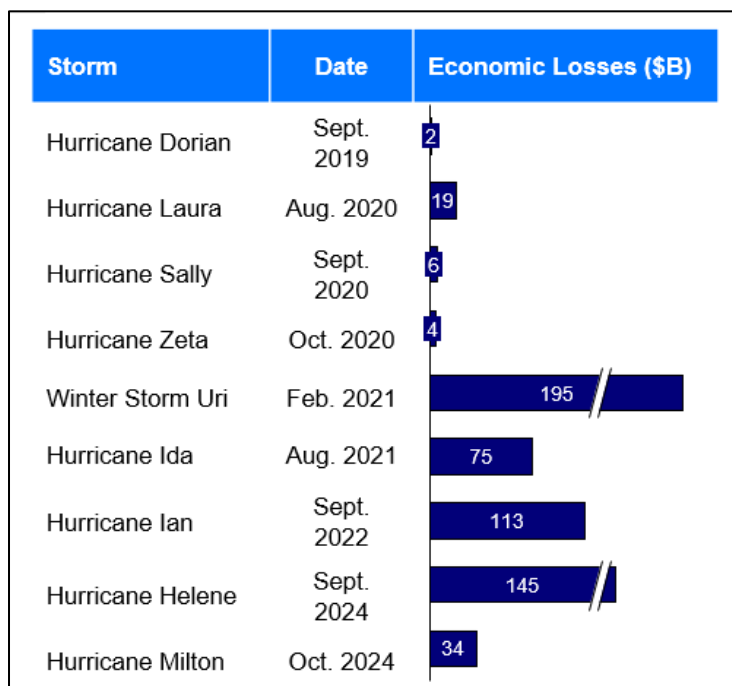 Storm Date Economic Losses ($B)
Hurricane Dorian Sept. 2019 2
Hurricane Laura Aug. 2020 19
Hurricane Sally Sept. 2020 6
Hurricane Zeta Oct. 2020 4
Winter Storm Uri Feb. 2021 195
Hurricane Ida Aug. 2021 75
Hurricane Ian Sept. 2022 113
Hurricane Helene Sept. 2024 145
Hurricane Milton Oct. 2024 34